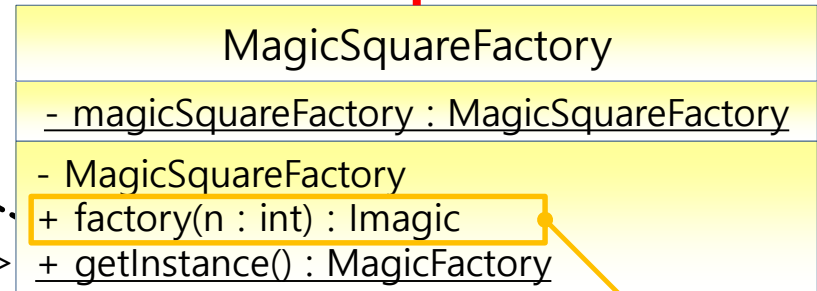 MagicSquareFactory
- magicSquareFactory : MagicSquareFactory
- MagicSquareFactory
+ factory(n : int) : Imagic
+ getInstance() : MagicFactory